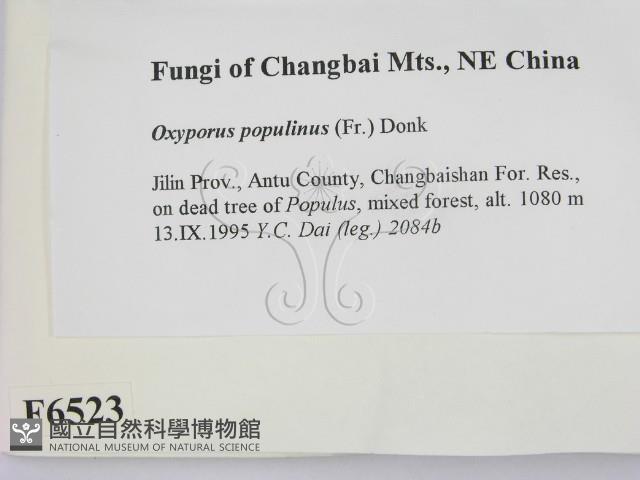 Fungi of Changbai Mts., NE China
Oxyporus populinus (Fr.) Donk
Jilin Prov., Antu County, Changbaishan For. Res.,
on dead tree of Populus, mixed forest, alt. 1080 m
13.IX.1995 Y.C. Dai (leg.) 2084b
F6523
國立自然科學博物館
NATIONAL MUSEUM OF NATURAL SCIENCE